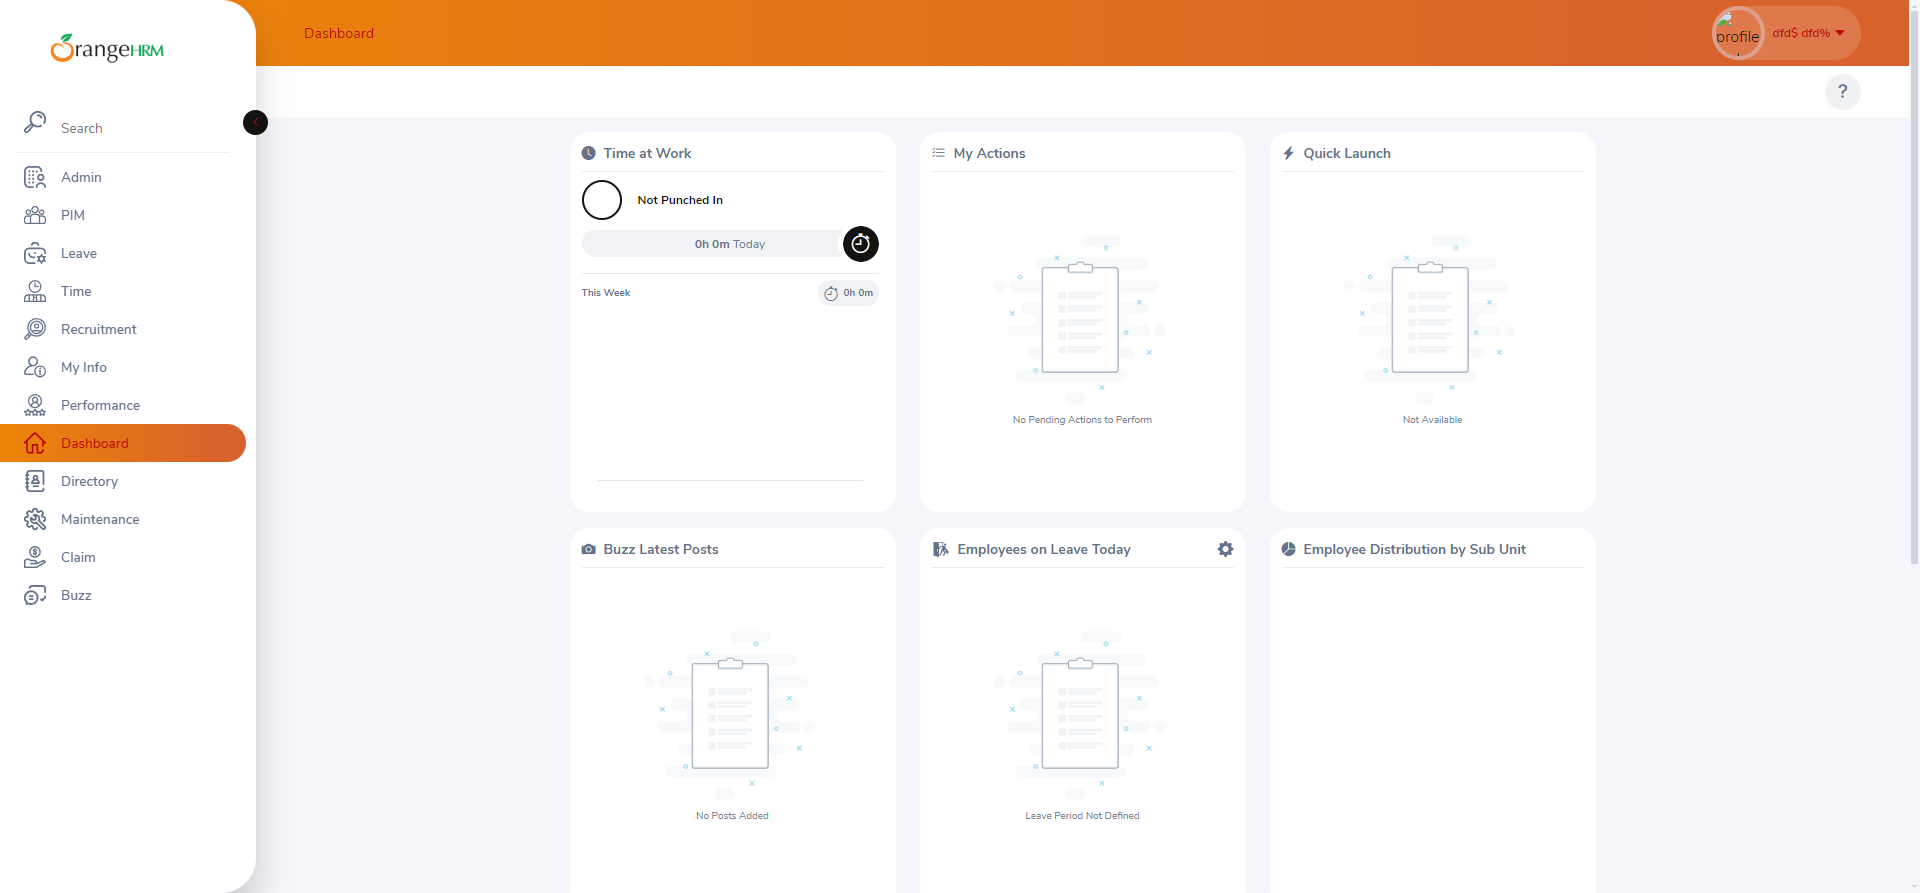 OrangeHRM
Dashboard
profile
dfd$ dfd%
?
Search
Admin
PIM
Leave
Time
Recruitment
My Info
Performance
Dashboard
Directory
Maintenance
Claim
Buzz
Time at Work
Not Punched In
0h 0m Today
This Week
0h 0m
My Actions
No Pending Actions to Perform
Quick Launch
Not Available
Buzz Latest Posts
No Posts Added
Employees on Leave Today
Leave Period Not Defined
Employee Distribution by Sub Unit